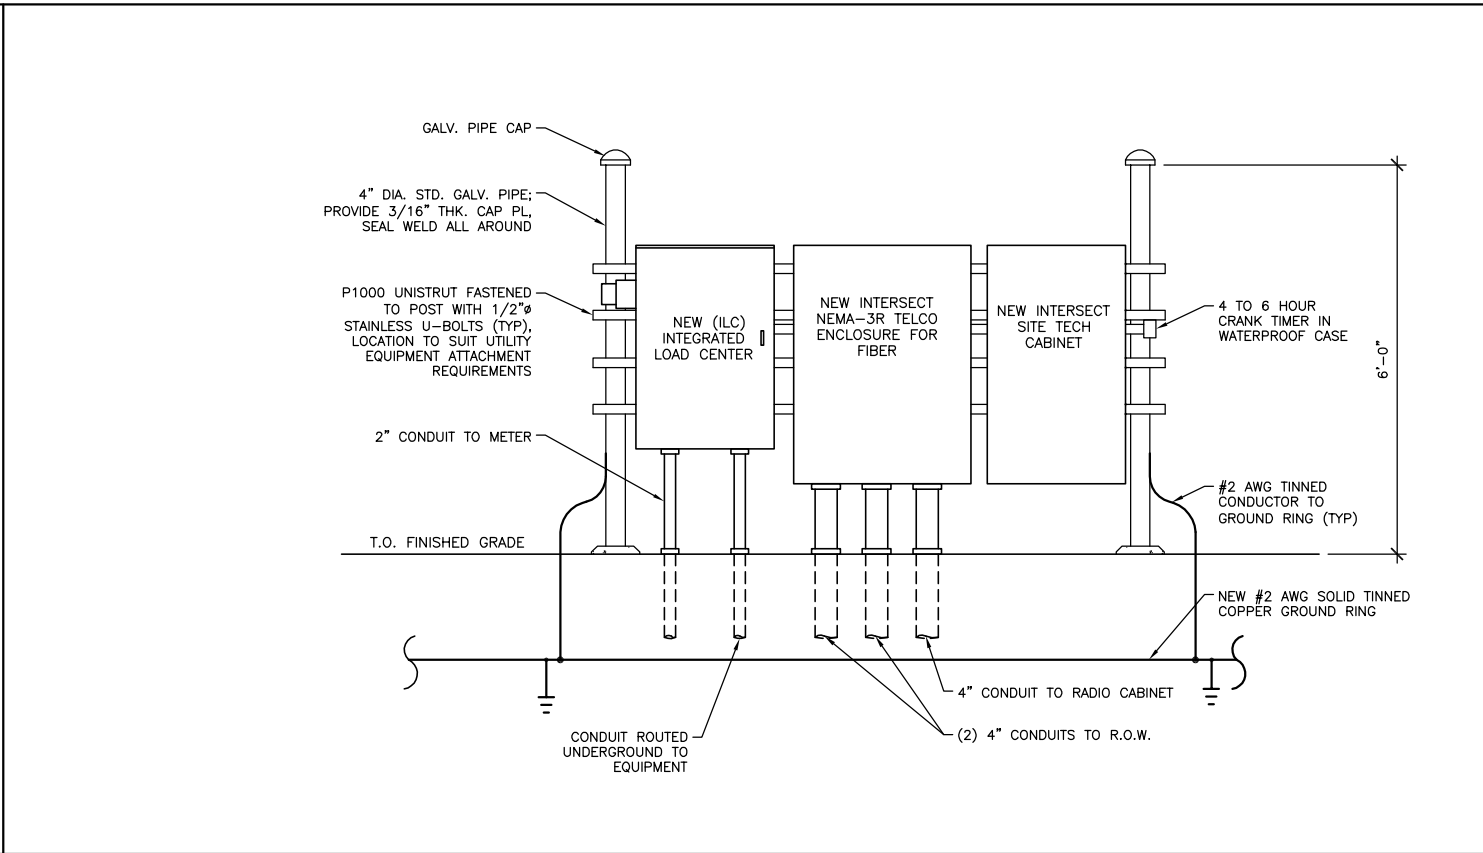 GALV. PIPE CAP
4" DIA. STD. GALV. PIPE;
PROVIDE 3/16" THK. CAP PL,
SEAL WELD ALL AROUND
P1000 UNISTRUT FASTENED
TO POST WITH 1/2"ø
STAINLESS U-BOLTS (TYP),
LOCATION TO SUIT UTILITY
EQUIPMENT ATTACHMENT
REQUIREMENTS
2" CONDUIT TO METER
T.O. FINISHED GRADE
NEW (ILC)
INTEGRATED
LOAD CENTER
NEW INTERSECT
NEMA-3R TELCO
ENCLOSURE FOR
FIBER
NEW INTERSECT
SITE TECH
CABINET
4 TO 6 HOUR
CRANK TIMER IN
WATERPROOF CASE
6'-0"
#2 AWG TINNED
CONDUCTOR TO
GROUND RING (TYP)
NEW #2 AWG SOLID TINNED
COPPER GROUND RING
4" CONDUIT TO RADIO CABINET
(2) 4" CONDUITS TO R.O.W.
CONDUIT ROUTED
UNDERGROUND TO
EQUIPMENT